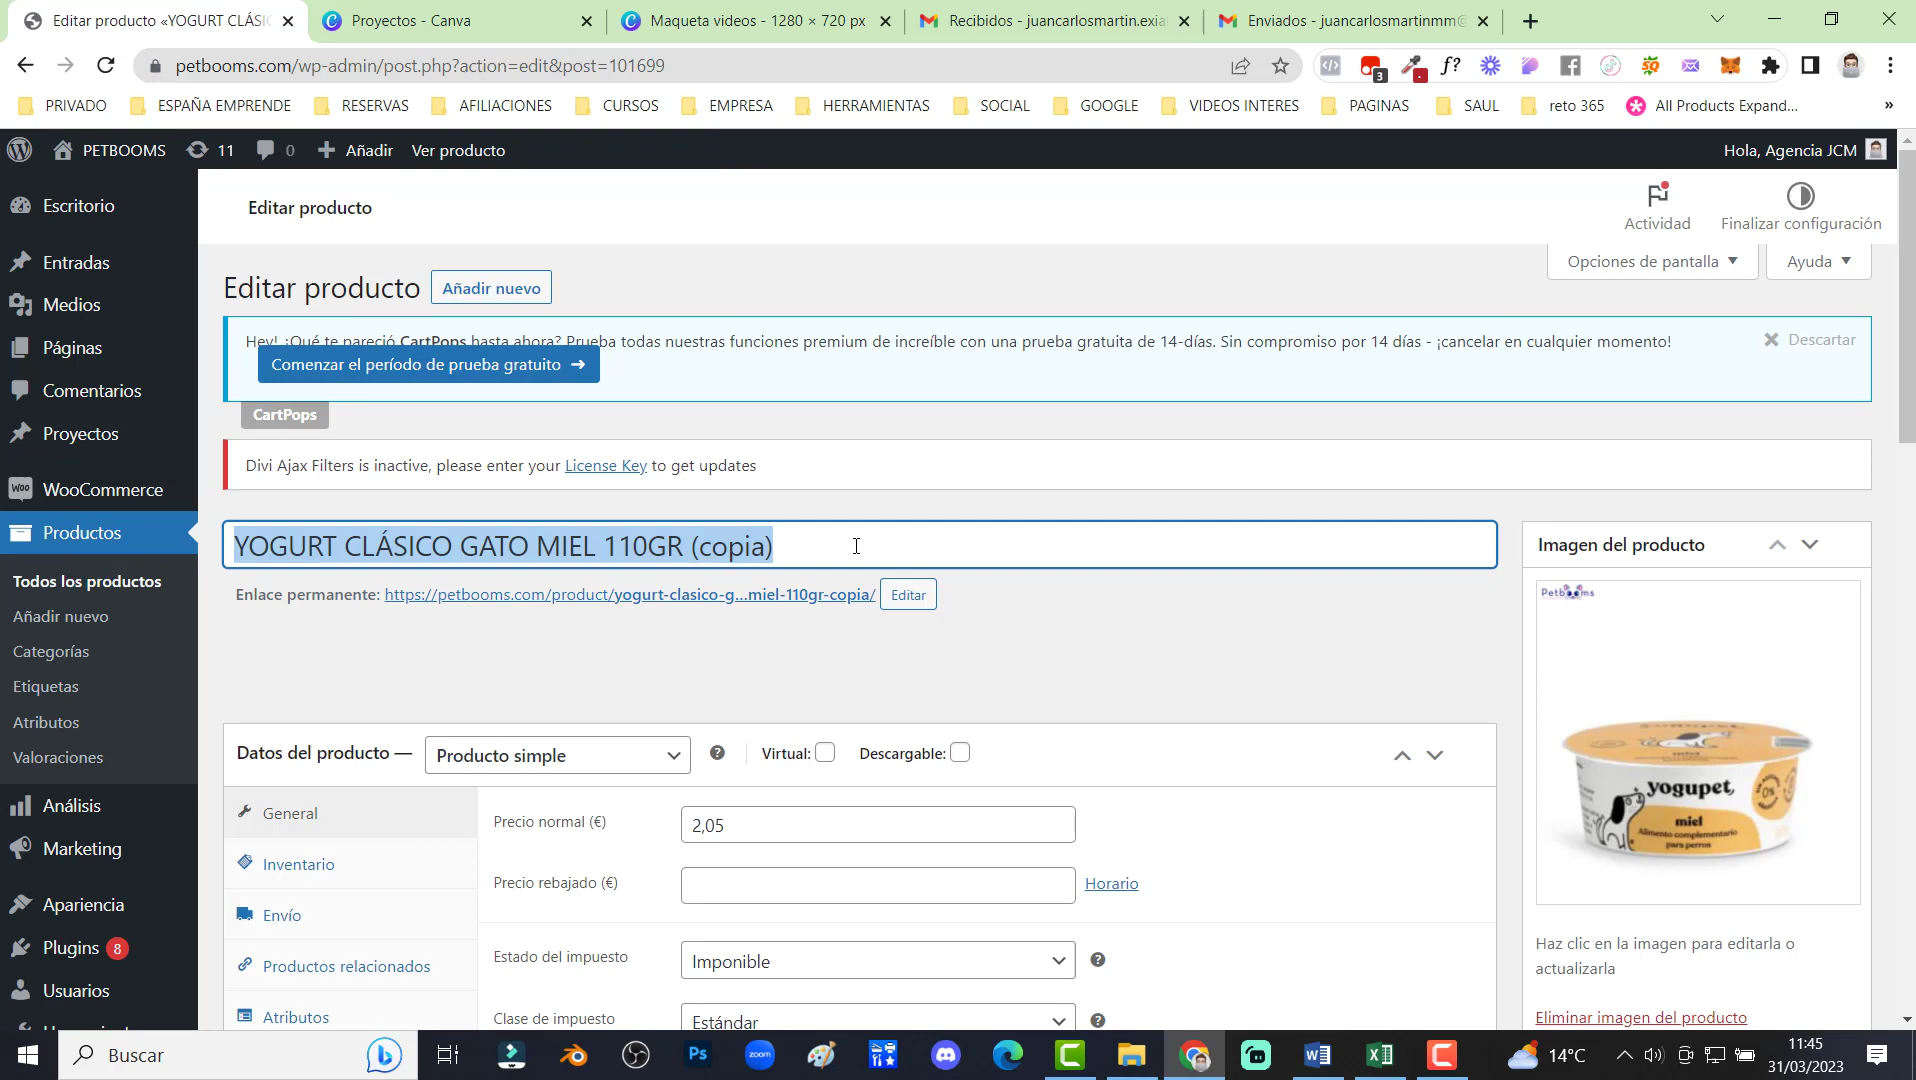 Editar producto «YOGURT CLÁSIC
Proyectos - Canva
Maqueta videos - 1280 × 720 px
Recibidos - juancarlosmartin.exia
Enviados - juancarlosmartinmm@
petbooms.com/wp-admin/post.php?action=edit&post=101699
3
f?
PRIVADO
ESPAÑA EMPRENDE
RESERVAS
AFILIACIONES
CURSOS
EMPRESA
HERRAMIENTAS
SOCIAL
GOOGLE
VIDEOS INTERES
PAGINAS
SAUL
reto 365
All Products Expand...
»
PETBOOMS
11
0
Añadir
Ver producto
Hola, Agencia JCM
Escritorio
Entradas
Medios
Páginas
Comentarios
Proyectos
WooCommerce
Productos
Todos los productos
Añadir nuevo
Categorías
Etiquetas
Atributos
Valoraciones
Análisis
Marketing
Apariencia
Plugins 8
Usuarios
Editar producto
Actividad
Finalizar configuración
Opciones de pantalla
Ayuda
Editar producto
Añadir nuevo
Hey! ¿Qué te pareció CartPops hasta ahora? Prueba todas nuestras funciones premium de increíble con una prueba gratuita de 14-días. Sin compromiso por 14 días - ¡cancelar en cualquier momento!
Descartar
Comenzar el período de prueba gratuito →
CartPops
Divi Ajax Filters is inactive, please enter your License Key to get updates
YOGURT CLÁSICO GATO MIEL 110GR (copia)
Enlace permanente: https://petbooms.com/product/yogurt-clasico-g...miel-110gr-copia/
Editar
Datos del producto —
Producto simple
Virtual:
Descargable:
General
Inventario
Envío
Productos relacionados
Atributos
Precio normal (€)
2,05
Precio rebajado (€)
Horario
Estado del impuesto
Imponible
Clase de impuesto
Estándar
Imagen del producto
Petbooms
yogupet,
miel
Alimento complementario
para perros
0%
Haz clic en la imagen para editarla o
actualizarla
Eliminar imagen del producto
Buscar
Ps
zoom
14°C
11:45
31/03/2023